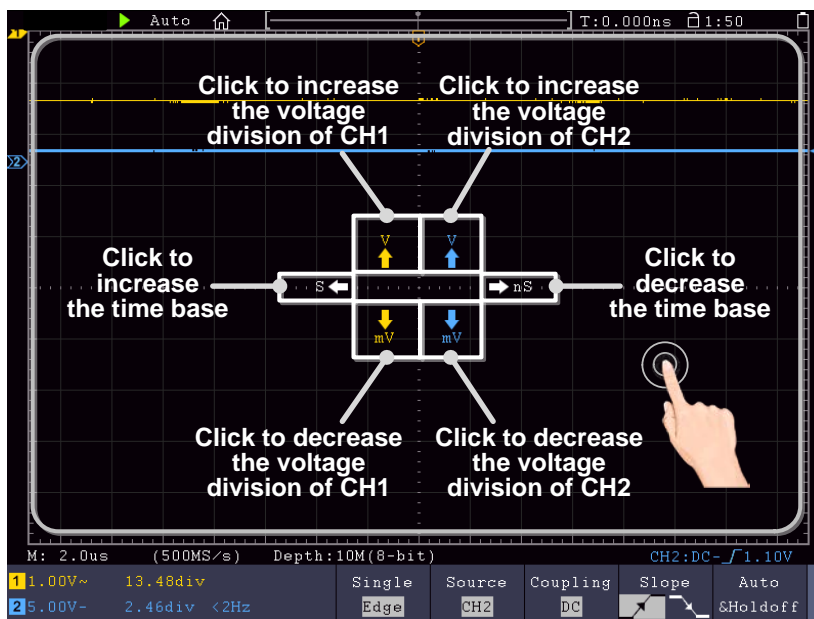 Auto T:0.000ns 1:50
1
Click to increase
the voltage
division of CH1
Click to increase
the voltage
division of CH2
2
V V
Click to
increase
the time base
S nS
Click to
decrease
the time base
mV mV
Click to decrease
the voltage
division of CH1
Click to decrease
the voltage
division of CH2
M: 2.0us (500MS/s) Depth:10M(8-bit) CH2:DC- 1.10V
1 1.00V~ 13.48div Single Source Coupling Slope Auto
2 5.00V- 2.46div <2Hz Edge CH2 DC &Holdoff